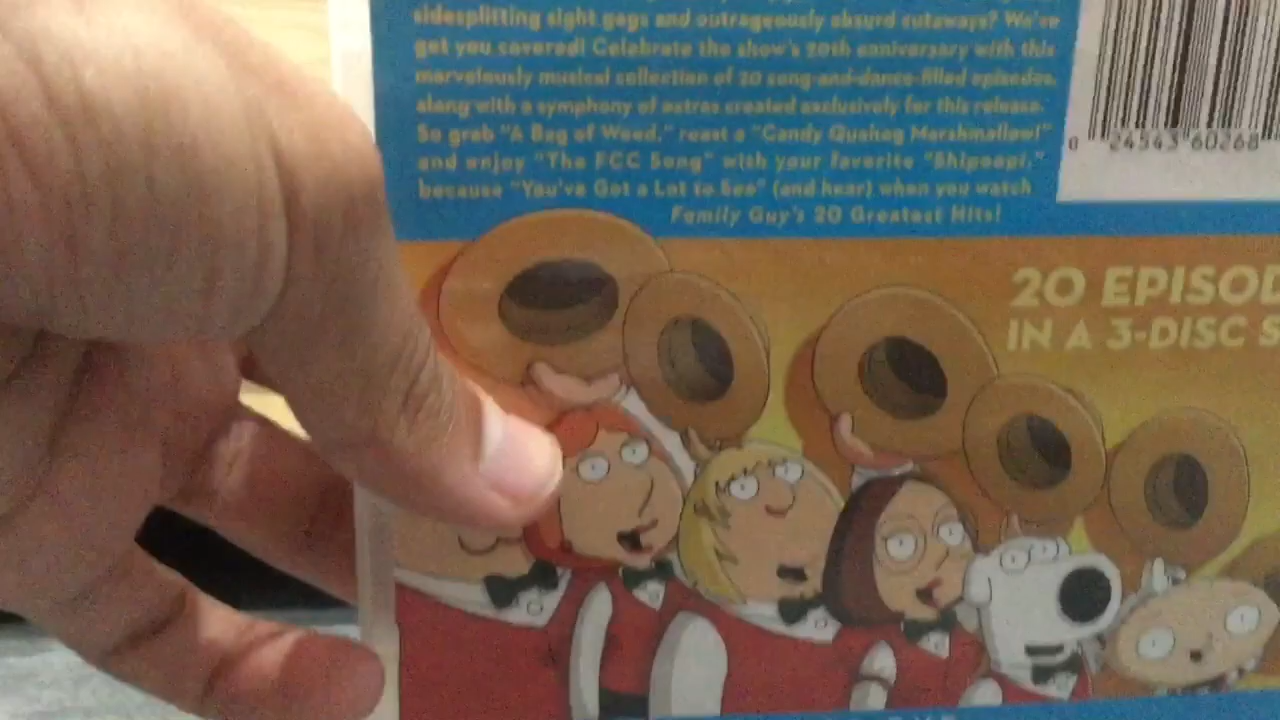 sidesplitting sight gags and outrageously absurd cutaways? We've
get you covered! Celebrate the show's 20th anniversary with this
marvelously musical collection of 20 song-and-dance-filled episodes,
along with a symphony of extras created exclusively for this release.
So grab "A Bag of Weed," roast a "Candy Quahog Marshmallow!"
and enjoy "The FCC Song" with your favorite "Shipoopi,"
because "You've Got a Lot to See" (and hear) when you watch
Family Guy's 20 Greatest Hits!
0 24543 60268
20 EPISOD
IN A 3-DISC S